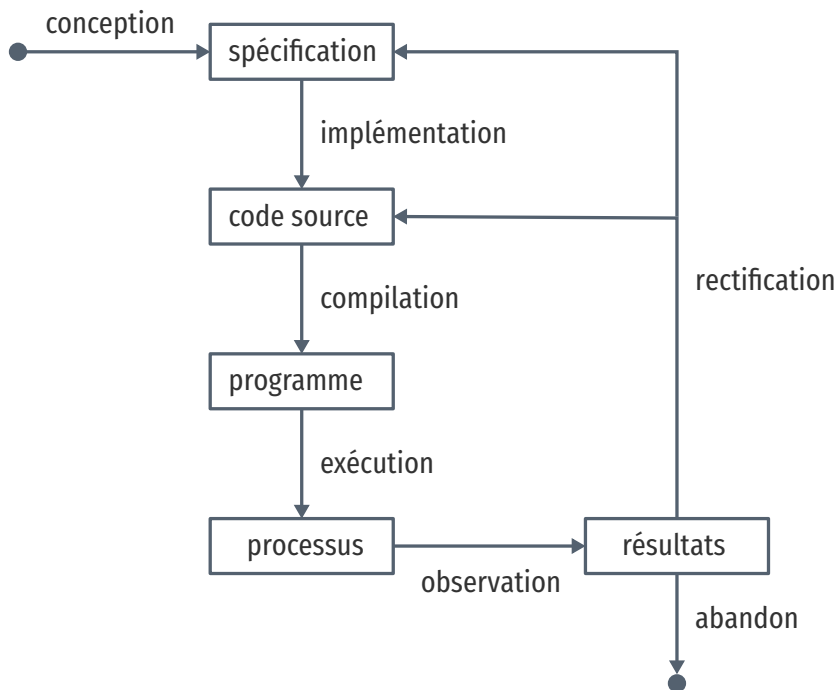 conception
spécification
implémentation
code source
rectification
compilation
programme
exécution
processus
résultats
observation
abandon